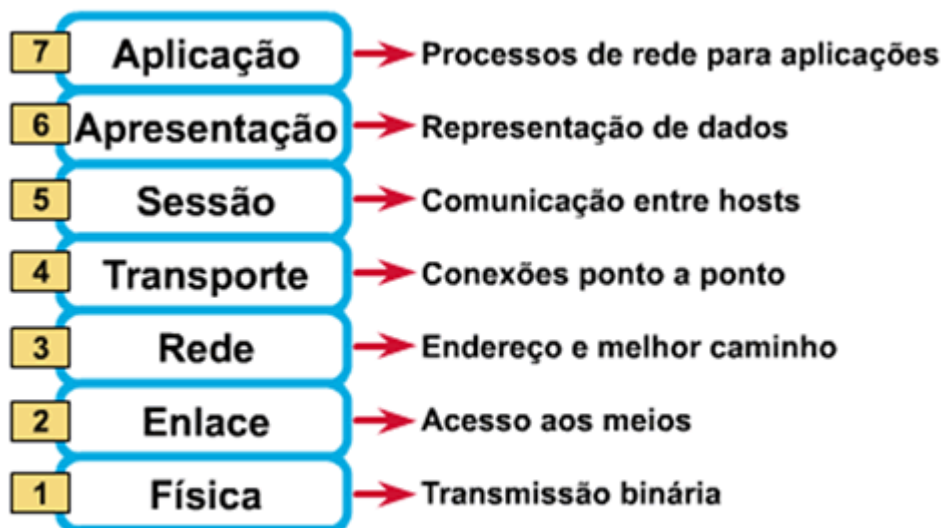 7 Aplicação Processos de rede para aplicações
6 Apresentação Representação de dados
5 Sessão Comunicação entre hosts
4 Transporte Conexões ponto a ponto
3 Rede Endereço e melhor caminho
2 Enlace Acesso aos meios
1 Física Transmissão binária